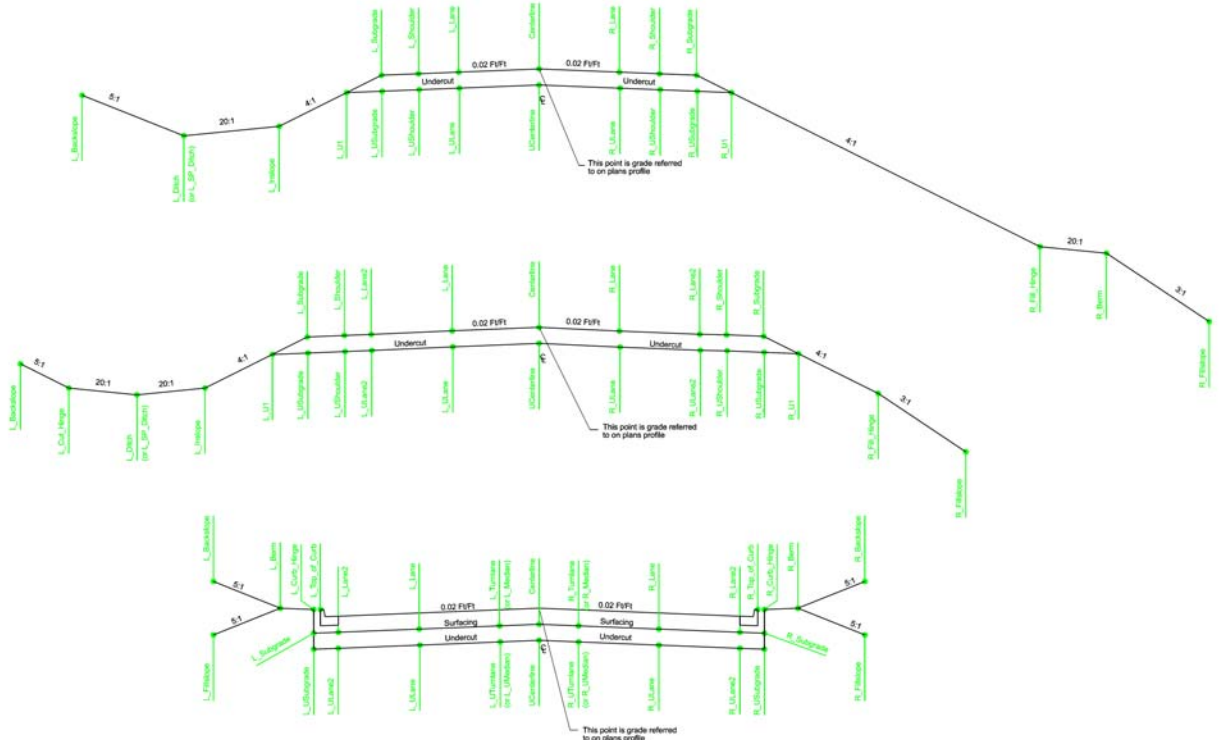 L_Subgrade
L_Shoulder
L_Lane
Centerline
R_Lane
R_Shoulder
R_Subgrade
5:1
20:1
4:1
0.02 Ft/Ft
0.02 Ft/Ft
Undercut
Undercut
4:1
20:1
3:1
L_Backslope
L_Ditch
(or L_SP_Ditch)
L_Inslope
L_U1
L_USubgrade
L_UShoulder
L_ULane
UCenterline
R_ULane
R_UShoulder
R_USubgrade
R_U1
R_Fill_Hinge
R_Berm
R_Fillslope
This point is grade referred
to on plans profile
L_Subgrade
L_Shoulder
L_Lane2
L_Lane
Centerline
R_Lane
R_Lane2
R_Shoulder
R_Subgrade
5:1
20:1
20:1
4:1
0.02 Ft/Ft
0.02 Ft/Ft
Undercut
Undercut
4:1
3:1
L_Backslope
L_Cut_Hinge
L_Ditch
(or L_SP_Ditch)
L_Inslope
L_U1
L_USubgrade
L_UShoulder
L_ULane2
L_ULane
UCenterline
R_ULane
R_ULane2
R_UShoulder
R_USubgrade
R_U1
R_Fill_Hinge
R_Fillslope
This point is grade referred
to on plans profile
L_Backslope
L_Berm
L_Curb_Hinge
L_Top_of_Curb
L_Lane2
L_Lane
L_Turnlane
(or L_Median)
Centerline
R_Turnlane
(or R_Median)
R_Lane
R_Lane2
R_Top_of_Curb
R_Curb_Hinge
R_Berm
R_Backslope
5:1
5:1
0.02 Ft/Ft
0.02 Ft/Ft
Surfacing
Surfacing
Undercut
Undercut
5:1
5:1
L_Fillslope
L_Subgrade
L_USubgrade
L_ULane2
L_ULane
L_UTurnlane
(or L_UMedian)
UCenterline
R_UTurnlane
(or R_UMedian)
R_ULane
R_ULane2
R_USubgrade
R_Subgrade
R_Fillslope
This point is grade referred
to on plans profile